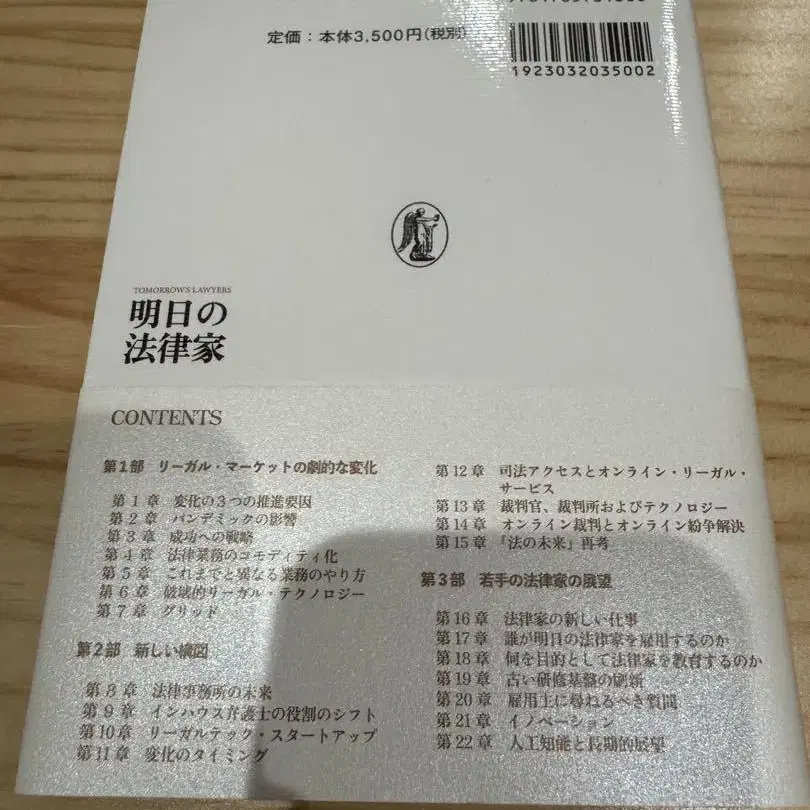 定価：本体3,500円(税別)
1923032035002
TOMORROW'S LAWYERS
明日の
法律家
CONTENTS
第1部 リーガル・マーケットの劇的な変化
第1章 変化の3つの推進要因
第2章 パンデミックの影響
第3章 成功への戦略
第4章 法律業務のコモディティ化
第5章 これまでと異なる業務のやり方
第6章 破壊的リーガル・テクノロジー
第7章 グリッド
第2部 新しい構図
第8章 法律事務所の未来
第9章 インハウス弁護士の役割のシフト
第10章 リーガルテック・スタートアップ
第11章 変化のタイミング
第12章 司法アクセスとオンライン・リーガル・
サービス
第13章 裁判官、裁判所およびテクノロジー
第14章 オンライン裁判とオンライン紛争解決
第15章 「法の未来」再考
第3部 若手の法律家の展望
第16章 法律家の新しい仕事
第17章 誰が明日の法律家を雇用するのか
第18章 何を目的として法律家を教育するのか
第19章 古い研修基盤の刷新
第20章 雇用主に尋ねるべき質問
第21章 イノベーション
第22章 人工知能と長期的展望